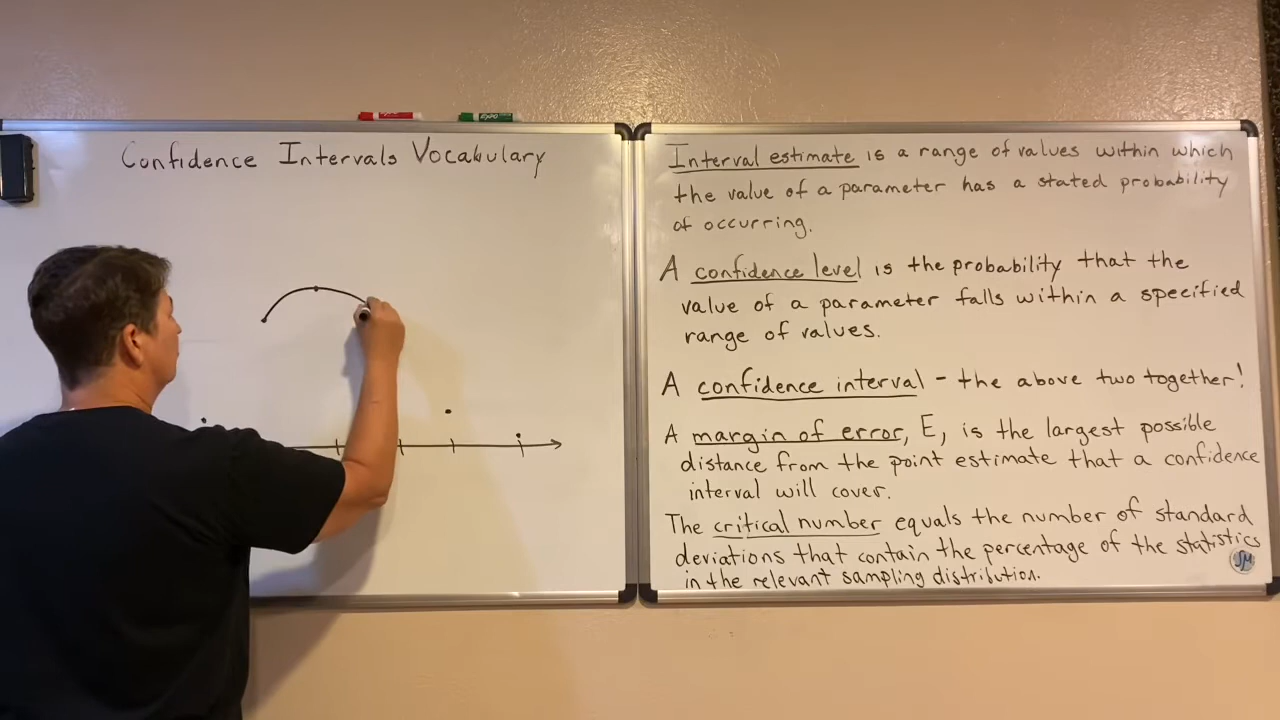 Confidence Intervals Vocabulary
Interval estimate is a range of values within which
the value of a parameter has a stated probability
of occurring.
A confidence level is the probability that the
value of a parameter falls within a specified
range of values.
A confidence interval - the above two together!
A margin of error, E, is the largest possible
distance from the point estimate that a confidence
interval will cover.
The critical number equals the number of standard
deviations that contain the percentage of the statistics
in the relevant sampling distribution.
EXPO
SM